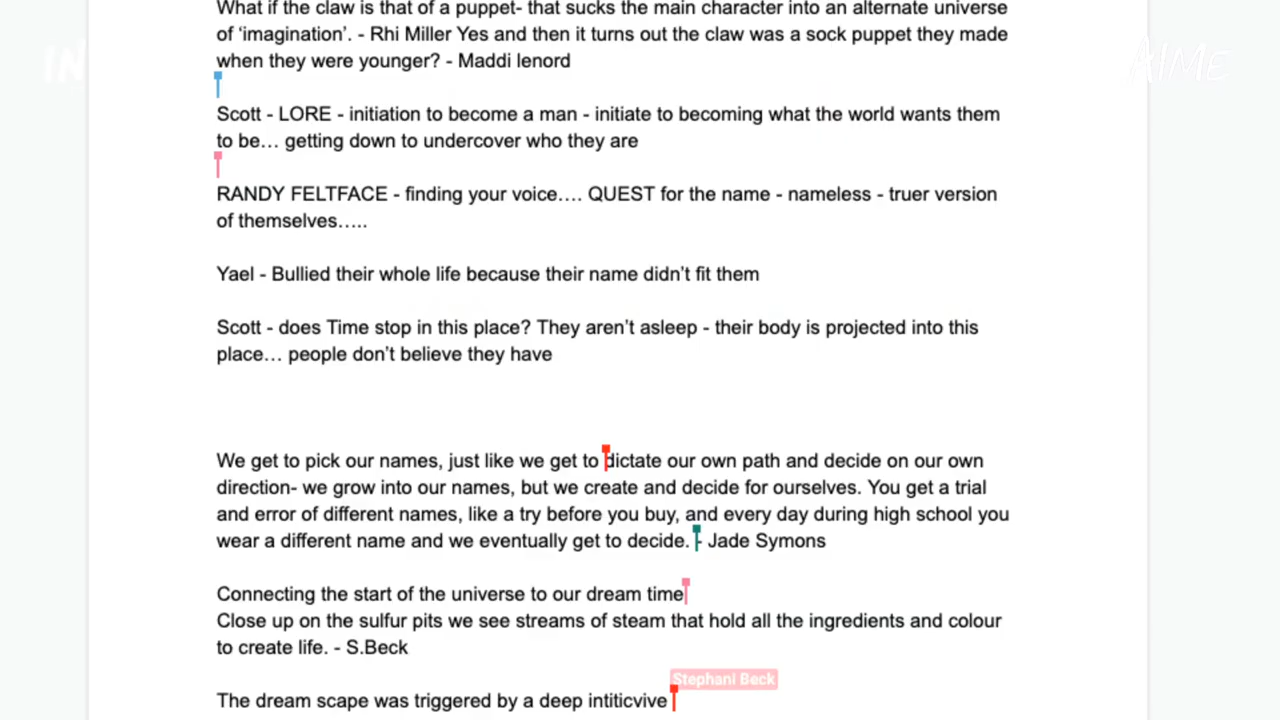 What if the claw is that of a puppet- that sucks the main character into an alternate universe
of ‘imagination’. - Rhi Miller Yes and then it turns out the claw was a sock puppet they made
IN
AIME
when they were younger? - Maddi lenord
Scott - LORE - initiation to become a man - initiate to becoming what the world wants them
to be… getting down to undercover who they are
RANDY FELTFACE - finding your voice…. QUEST for the name - nameless - truer version
of themselves…..
Yael - Bullied their whole life because their name didn’t fit them
Scott - does Time stop in this place? They aren’t asleep - their body is projected into this
place… people don’t believe they have
We get to pick our names, just like we get to dictate our own path and decide on our own
direction- we grow into our names, but we create and decide for ourselves. You get a trial
and error of different names, like a try before you buy, and every day during high school you
wear a different name and we eventually get to decide. - Jade Symons
Connecting the start of the universe to our dream time
Close up on the sulfur pits we see streams of steam that hold all the ingredients and colour
to create life. - S.Beck
Stephani Beck
The dream scape was triggered by a deep intiticvive